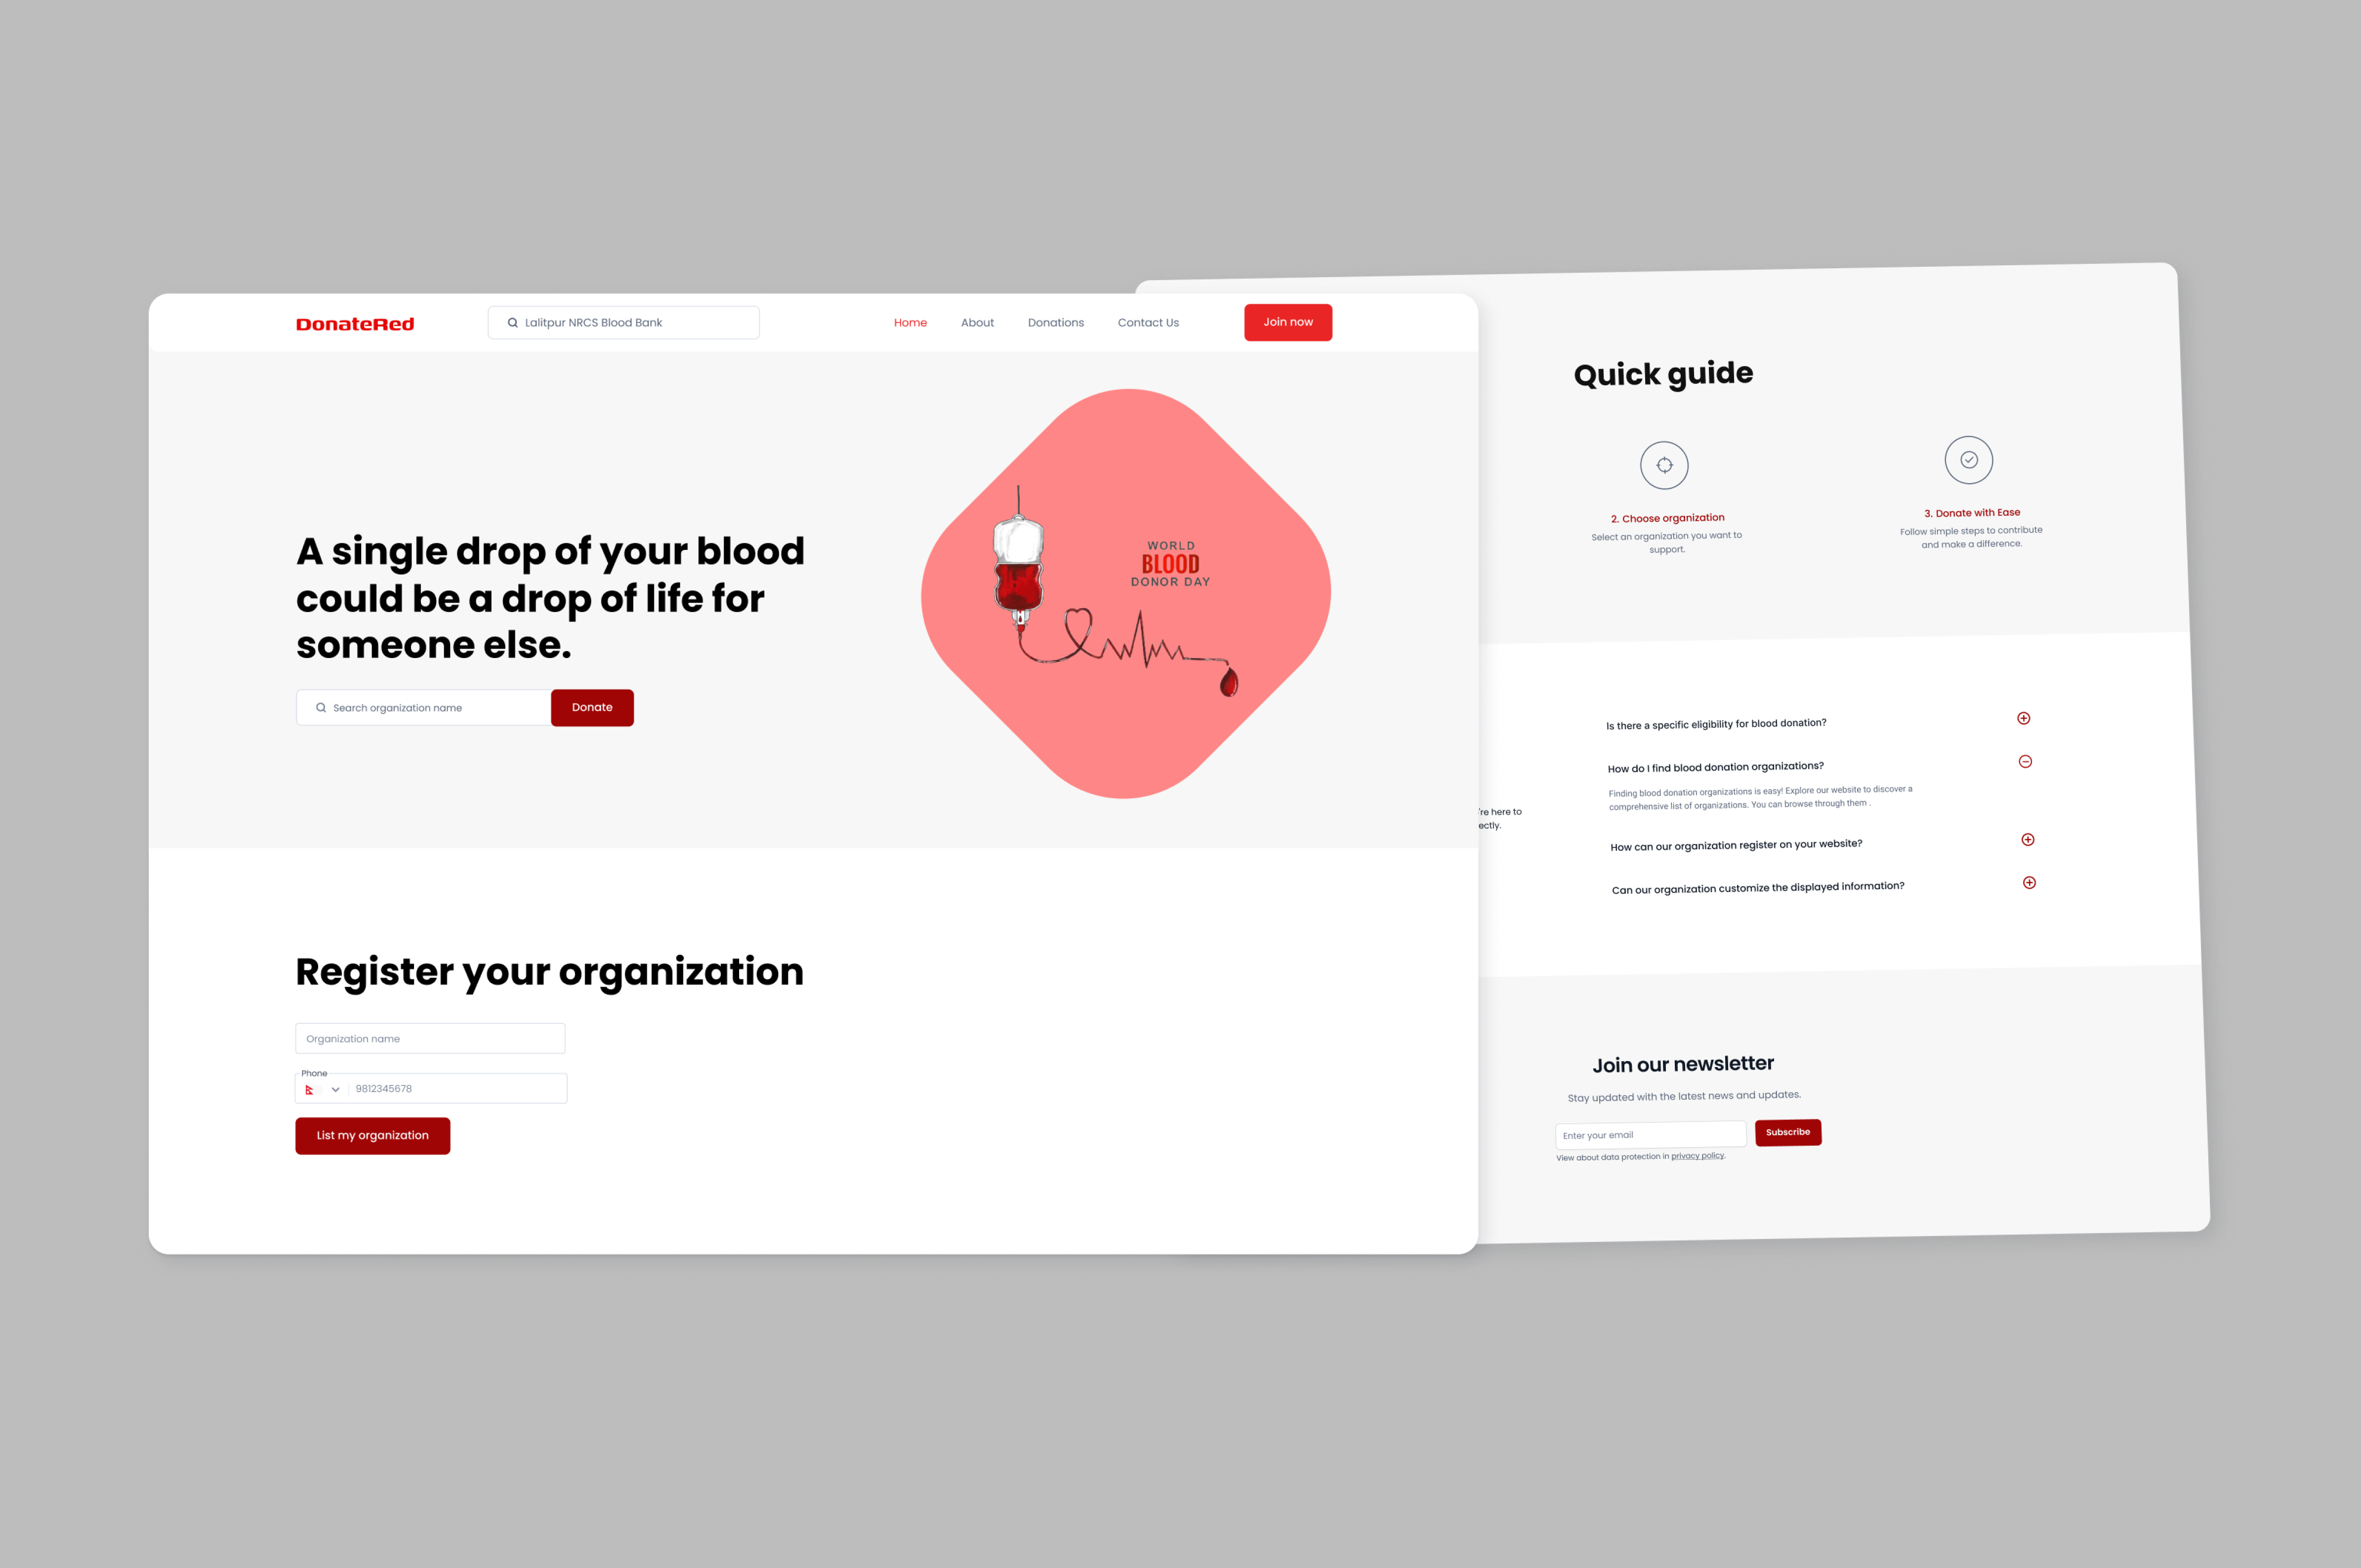 DonateRed
Lalitpur NRCS Blood Bank
Home
About
Donations
Contact Us
Join now
A single drop of your blood
could be a drop of life for
someone else.
Search organization name
Donate
WORLD
BLOOD
DONOR DAY
Register your organization
Organization name
Phone
9812345678
List my organization
Quick guide
2. Choose organization
Select an organization you want to
support.
3. Donate with Ease
Follow simple steps to contribute
and make a difference.
're here to
ectly.
Is there a specific eligibility for blood donation?
How do I find blood donation organizations?
Finding blood donation organizations is easy! Explore our website to discover a
comprehensive list of organizations. You can browse through them .
How can our organization register on your website?
Can our organization customize the displayed information?
Join our newsletter
Stay updated with the latest news and updates.
Enter your email
Subscribe
View about data protection in privacy policy.